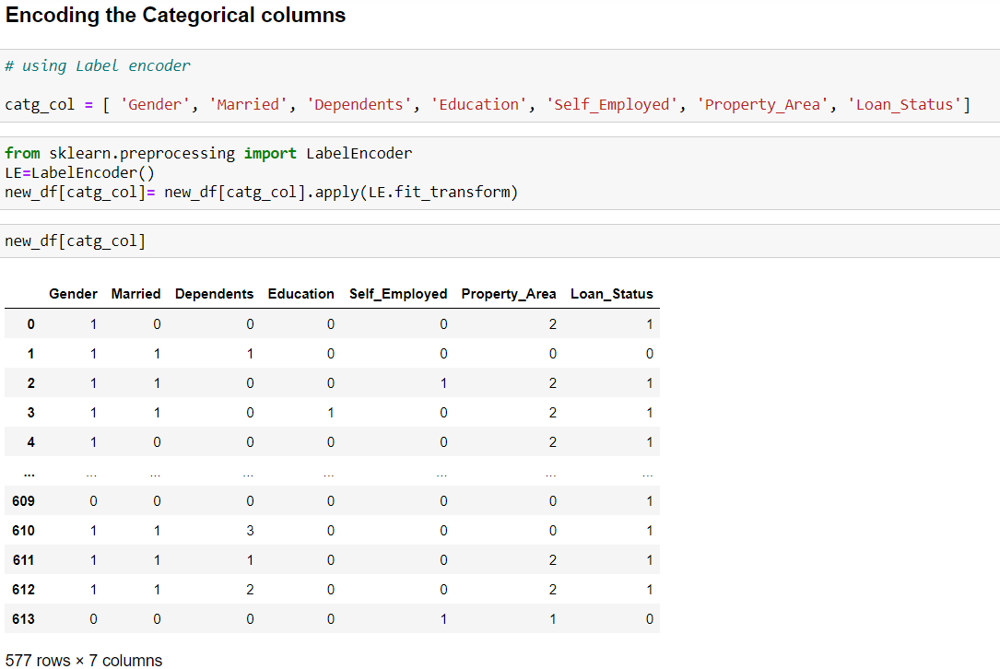 Encoding the Categorical columns
# using Label encoder
catg_col = [ 'Gender', 'Married', 'Dependents', 'Education', 'Self_Employed', 'Property_Area', 'Loan_Status']
from sklearn.preprocessing import LabelEncoder
LE=LabelEncoder()
new_df[catg_col]= new_df[catg_col].apply(LE.fit_transform)
new_df[catg_col]
Gender Married Dependents Education Self_Employed Property_Area Loan_Status
0 1 0 0 0 0 2 1
1 1 1 1 0 0 0 0
2 1 1 0 0 1 2 1
3 1 1 0 1 0 2 1
4 1 0 0 0 0 2 1
... ... ... ... ... ... ... ...
609 0 0 0 0 0 0 1
610 1 1 3 0 0 0 1
611 1 1 1 0 0 2 1
612 1 1 2 0 0 2 1
613 0 0 0 0 1 1 0
577 rows × 7 columns